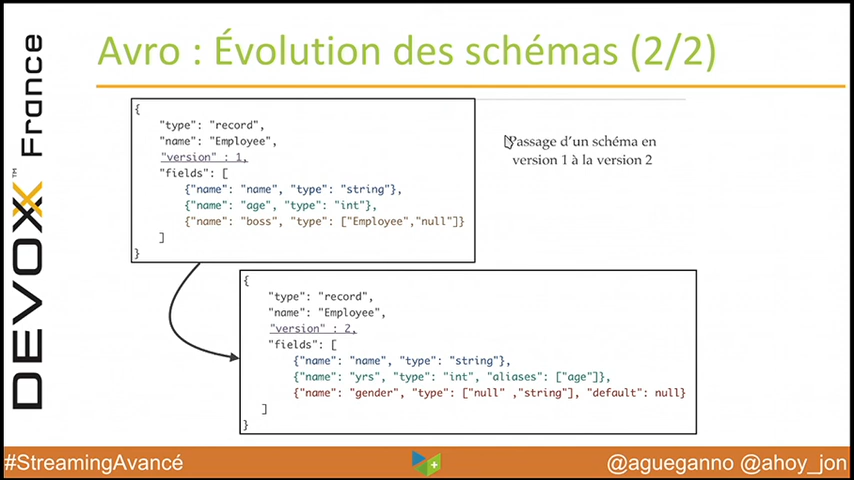 Avro : Évolution des schémas (2/2)
DEVOXX™ France
{
"type": "record",
"name": "Employee",
"version" : 1,
"fields": [
{"name": "name", "type": "string"},
{"name": "age", "type": "int"},
{"name": "boss", "type": ["Employee","null"]}
]
}
Passage d'un schéma en
version 1 à la version 2
{
"type": "record",
"name": "Employee",
"version" : 2,
"fields": [
{"name": "name", "type": "string"},
{"name": "yrs", "type": "int", "aliases": ["age"]},
{"name": "gender", "type": ["null" ,"string"], "default": null}
]
}
#StreamingAvancé
@agueganno @ahoy_jon